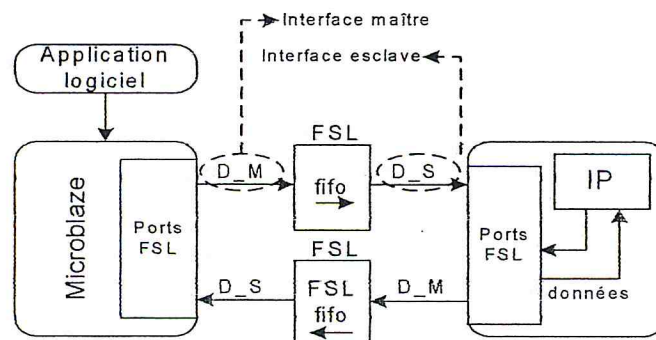 Interface maître
Application
logiciel
Interface esclave
FSL
D_M
D_S
fifo
IP
Microblaze
Ports
FSL
Ports
FSL
FSL
données
D_S
FSL
fifo
D_M